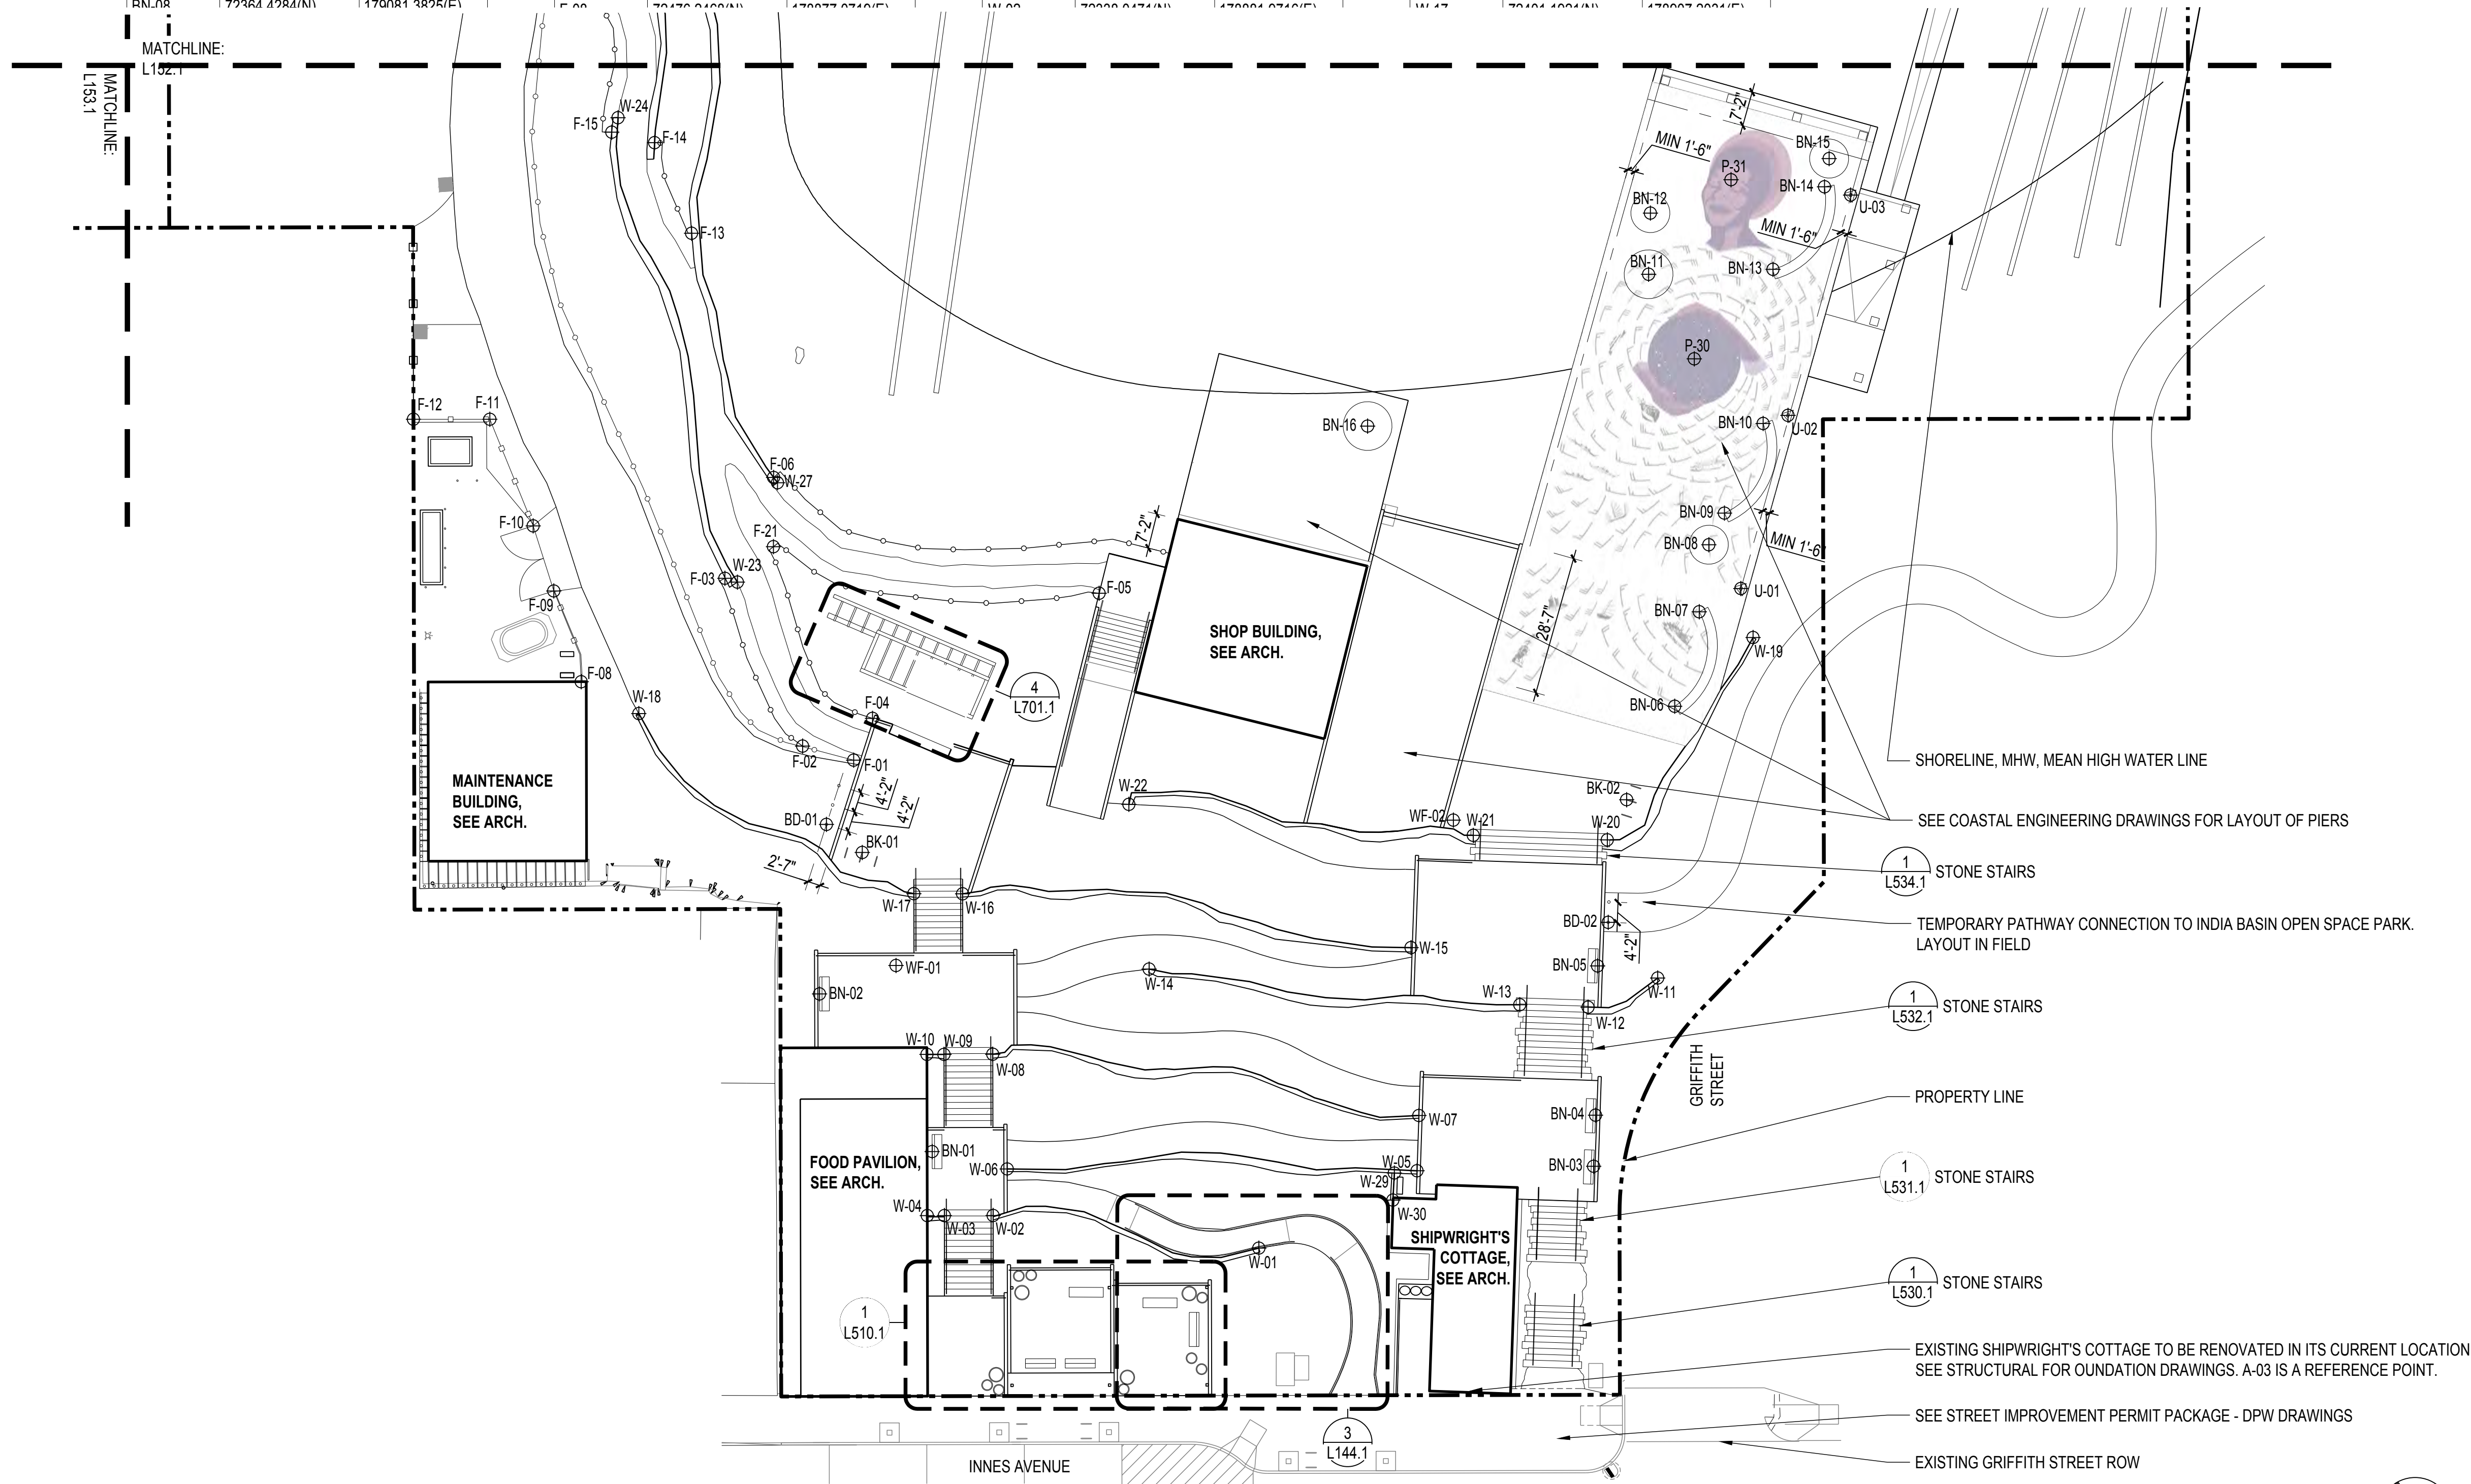 BN-08 72364.4284(N) 179081.3825(E)
MATCHLINE:
L152.1
MATCHLINE:
L153.1
W-24
F-15
F-14
F-13
7'-2"
MIN 1'-6"
BN-15
P-31
BN-14
BN-12
U-03
MIN 1'-6"
BN-11
BN-13
P-30
F-12
F-11
BN-16
BN-10
U-02
F-06
W-27
F-10
F-21
7'-2"
BN-09
BN-08
MIN 1'-6"
F-03
W-23
F-09
F-05
U-01
BN-07
28'-7"
SHOP BUILDING,
SEE ARCH.
W-19
F-08
W-18
F-04
4
L701.1
BN-06
F-02
F-01
SHORELINE, MHW, MEAN HIGH WATER LINE
MAINTENANCE
BUILDING,
SEE ARCH.
4'-2"
4'-2"
W-22
BK-02
BD-01
WF-02
W-21
W-20
SEE COASTAL ENGINEERING DRAWINGS FOR LAYOUT OF PIERS
BK-01
2'-7"
1
L534.1
STONE STAIRS
W-17
W-16
BD-02
4'-2"
TEMPORARY PATHWAY CONNECTION TO INDIA BASIN OPEN SPACE PARK.
LAYOUT IN FIELD
W-15
WF-01
BN-05
BN-02
W-14
W-13
W-11
W-12
1
L532.1
STONE STAIRS
W-10
W-09
W-08
GRIFFITH
STREET
PROPERTY LINE
W-07
BN-04
BN-01
FOOD PAVILION,
SEE ARCH.
W-06
W-05
BN-03
W-29
1
L531.1
STONE STAIRS
W-04
W-03
W-02
W-30
W-01
SHIPWRIGHT'S
COTTAGE,
SEE ARCH.
1
L530.1
STONE STAIRS
1
L510.1
EXISTING SHIPWRIGHT'S COTTAGE TO BE RENOVATED IN ITS CURRENT LOCATION
SEE STRUCTURAL FOR OUNDATION DRAWINGS. A-03 IS A REFERENCE POINT.
SEE STREET IMPROVEMENT PERMIT PACKAGE - DPW DRAWINGS
3
L144.1
INNES AVENUE
EXISTING GRIFFITH STREET ROW